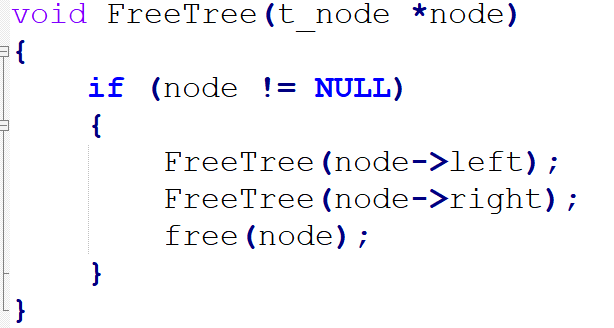 void FreeTree(t_node *node)
{
    if (node != NULL)
    {
        FreeTree(node->left);
        FreeTree(node->right);
        free(node);
    }
}